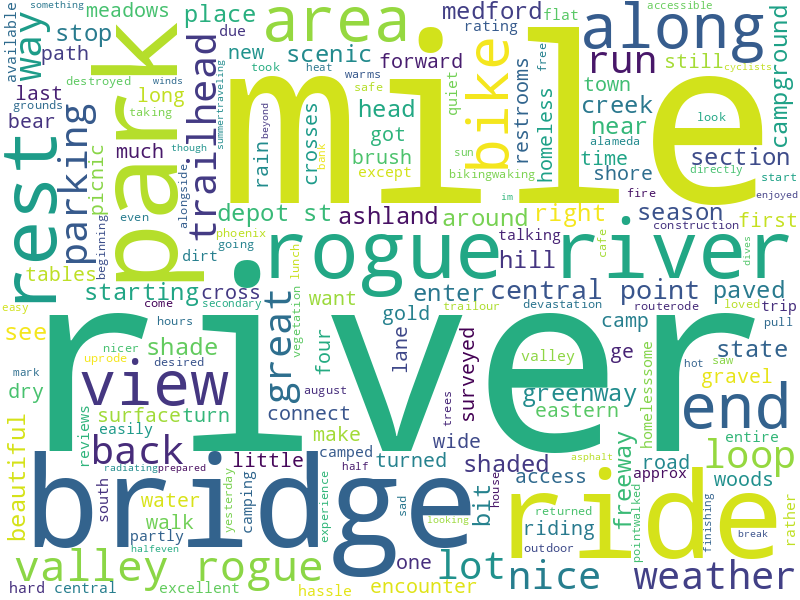 something
available
meadows
place
area
medford
flat
accessible
along
way
stop
due
rating
free
path
new
scenic
forward
run
still
cyclists
campground
destroyed
winds
park
trailhead
took
heat
warms
mile
bike
restrooms
town
last
grounds
long
safe
head
quiet
creek
look
bear
taking
rain
beyond
summertraveling
crosses
got
homeless
near
alameda
rest
parking
much
though
brush
time
section
directly
picnic
except
sun
bikingwaking
shore
start
even
alongside
bank
im
fire
enjoyed
depot st
ashland
around
right
season
first
beginning
phoenix
going
rogue
river
talking
construction
dirt
hill
cafe
dives
tables
starting
cross
want
enter
central point
paved
easy
come
secondary
great
vegetation
lunch
gold
trailour
devastation
routerode
loved
trip
see
uprode
nicer
hours
shade
river
four
lane
surveyed
camp
hot
saw
pull
state
mark
desired
valley
ge
gravel
dry
view
august
greenway
end
beautiful
reviews
surface
turn
connect
eastern
homelesssome
trees
easily
make
wide
entire
back
little
camped
half
turned
shaded
freeway
road
loop
radiating
prepared
asphalt
approx
woods
south
bridge
water
yesterday
camping
experience
sad
house
looking
bit
access
ride
pointwalked
finishing
rather
walk
returned
riding
break
partly
outdoor
halfeven
valley rogue
one
lot
nice
weather
hard
central
excellent
hassle
encounter